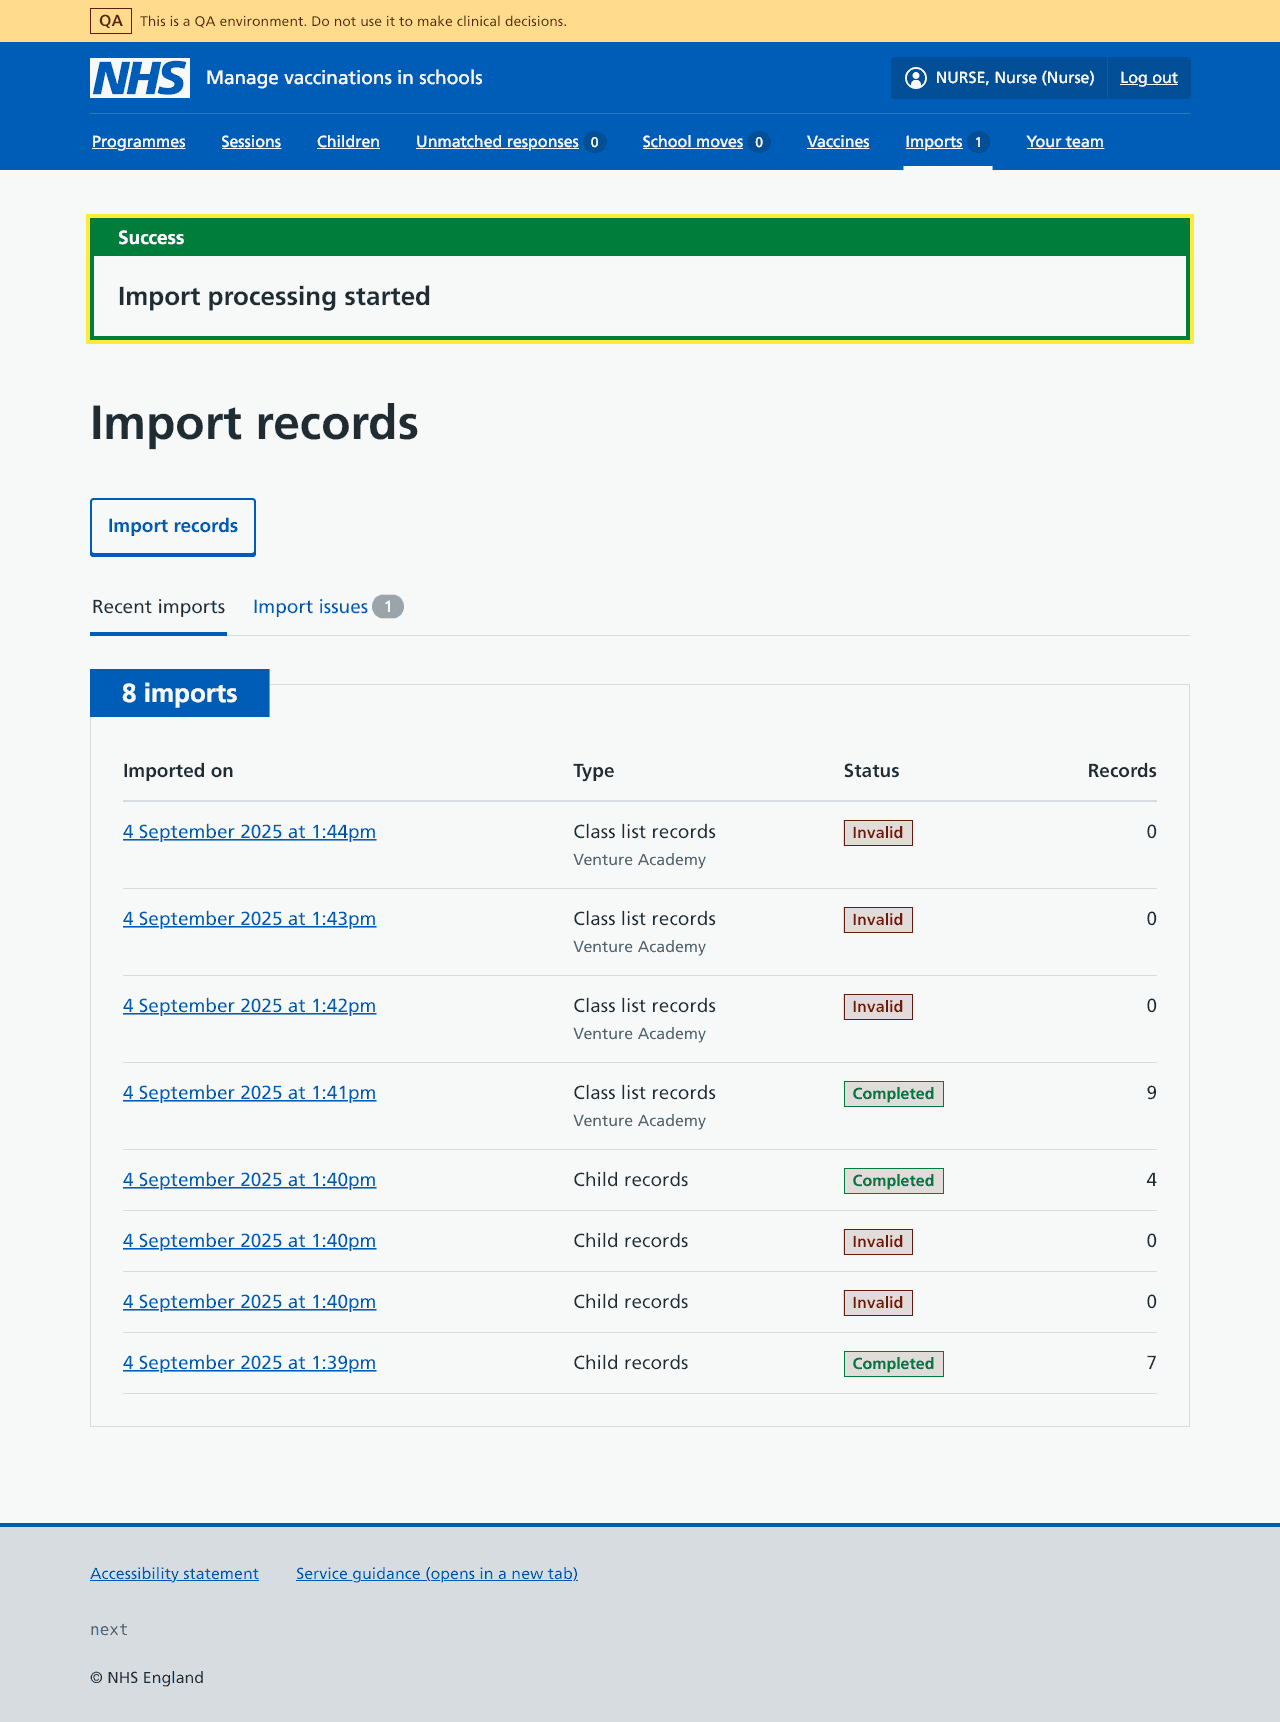 QA This is a QA environment. Do not use it to make clinical decisions.
NHS Manage vaccinations in schools NURSE, Nurse (Nurse) Log out
Programmes Sessions Children Unmatched responses 0 School moves 0 Vaccines Imports 1 Your team
Success
Import processing started
Import records
Import records
Recent imports Import issues 1
8 imports
Imported on Type Status Records
4 September 2025 at 1:44pm Class list records Invalid 0
Venture Academy
4 September 2025 at 1:43pm Class list records Invalid 0
Venture Academy
4 September 2025 at 1:42pm Class list records Invalid 0
Venture Academy
4 September 2025 at 1:41pm Class list records Completed 9
Venture Academy
4 September 2025 at 1:40pm Child records Completed 4
4 September 2025 at 1:40pm Child records Invalid 0
4 September 2025 at 1:40pm Child records Invalid 0
4 September 2025 at 1:39pm Child records Completed 7
Accessibility statement Service guidance (opens in a new tab)
next
© NHS England